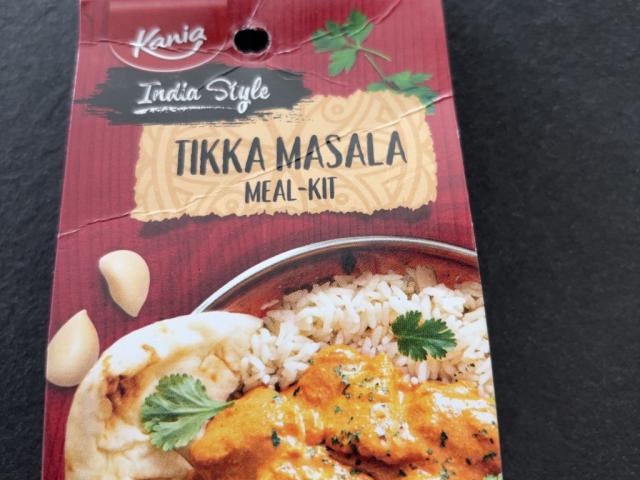 Kania
India Style
TIKKA MASALA
MEAL-KIT